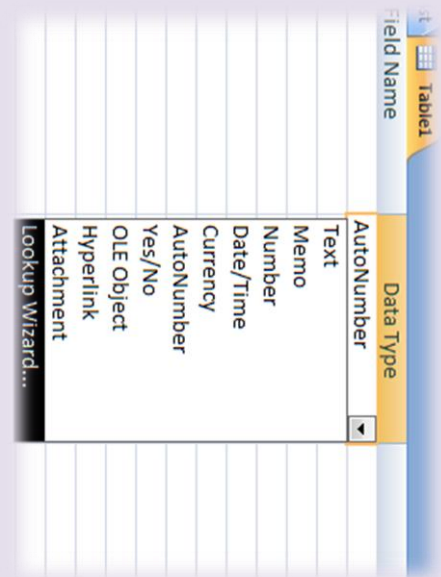 Table1
Field Name
Data Type
AutoNumber
Text
Memo
Number
Date/Time
Currency
AutoNumber
Yes/No
OLE Object
Hyperlink
Attachment
Lookup Wizard...